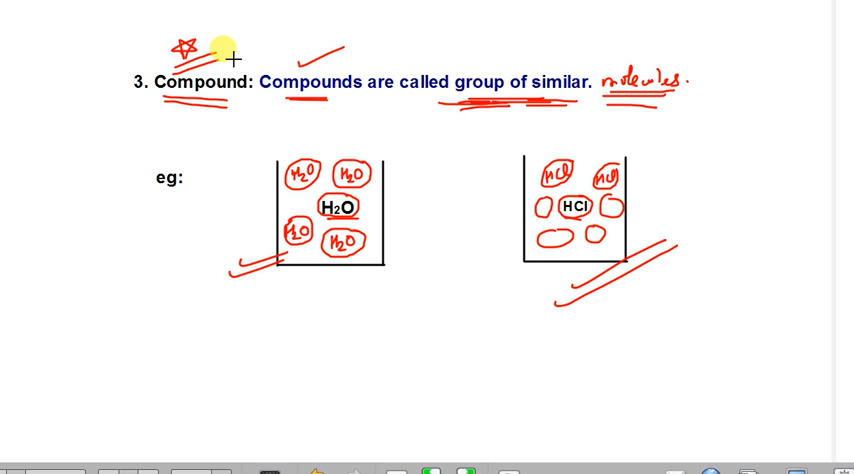 3. Compound: Compounds are called group of similar. molecules.
eg:
H2O H2O
H2O
H2O H2O
HCl HCl
HCl